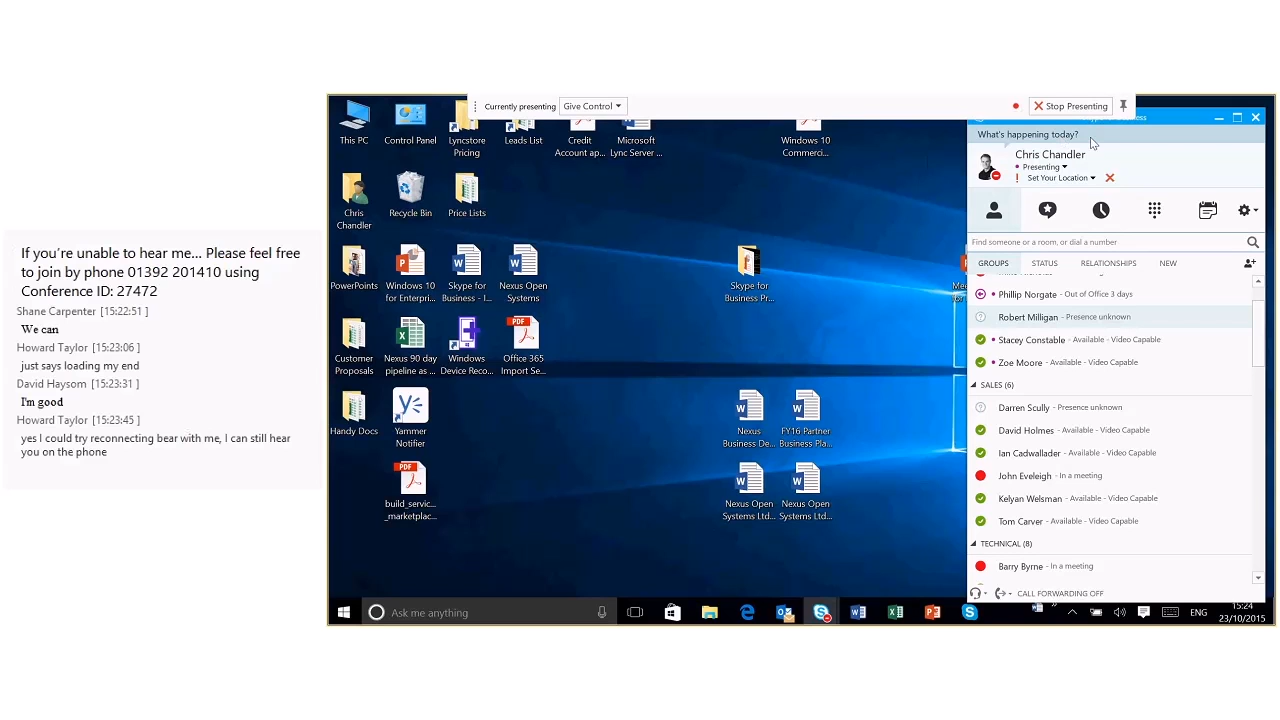 Currently presenting
Give Control
Stop Presenting
If you're unable to hear me... Please feel free
to join by phone 01392 201410 using
Conference ID: 27472
Shane Carpenter [15:22:51 ]
We can
Howard Taylor [15:23:06 ]
just says loading my end
David Haysom [15:23:31 ]
I'm good
Howard Taylor [15:23:45 ]
yes I could try reconnecting bear with me, I can still hear
you on the phone
This PC
Control Panel
Lyncstore
Pricing
Leads List
Credit
Account ap...
Microsoft
Lync Server ...
Windows 10
Commerci...
Chris
Chandler
Recycle Bin
Price Lists
PowerPoints
Windows 10
for Enterpri...
Skype for
Business - I...
Nexus Open
Systems
Skype for
Business Pr...
Customer
Proposals
Nexus 90 day
pipeline as ...
Windows
Device Reco...
PDF
Office 365
Import Se...
Handy Docs
Yammer
Notifier
Nexus
Business De...
FY16 Partner
Business Pla...
PDF
build_servic...
_marketplac...
Nexus Open
Systems Ltd...
Nexus Open
Systems Ltd...
What's happening today?
Chris Chandler
Presenting
Set Your Location
Find someone or a room, or dial a number
GROUPS
STATUS
RELATIONSHIPS
NEW
Phillip Norgate - Out of Office 3 days
Robert Milligan - Presence unknown
Stacey Constable - Available - Video Capable
Zoe Moore - Available - Video Capable
SALES (6)
Darren Scully - Presence unknown
David Holmes - Available - Video Capable
Ian Cadwallader - Available - Video Capable
John Eveleigh - In a meeting
Kelyan Welsman - Available - Video Capable
Tom Carver - Available - Video Capable
TECHNICAL (8)
Barry Byrne - In a meeting
CALL FORWARDING OFF
Ask me anything
ENG
15:24
23/10/2015